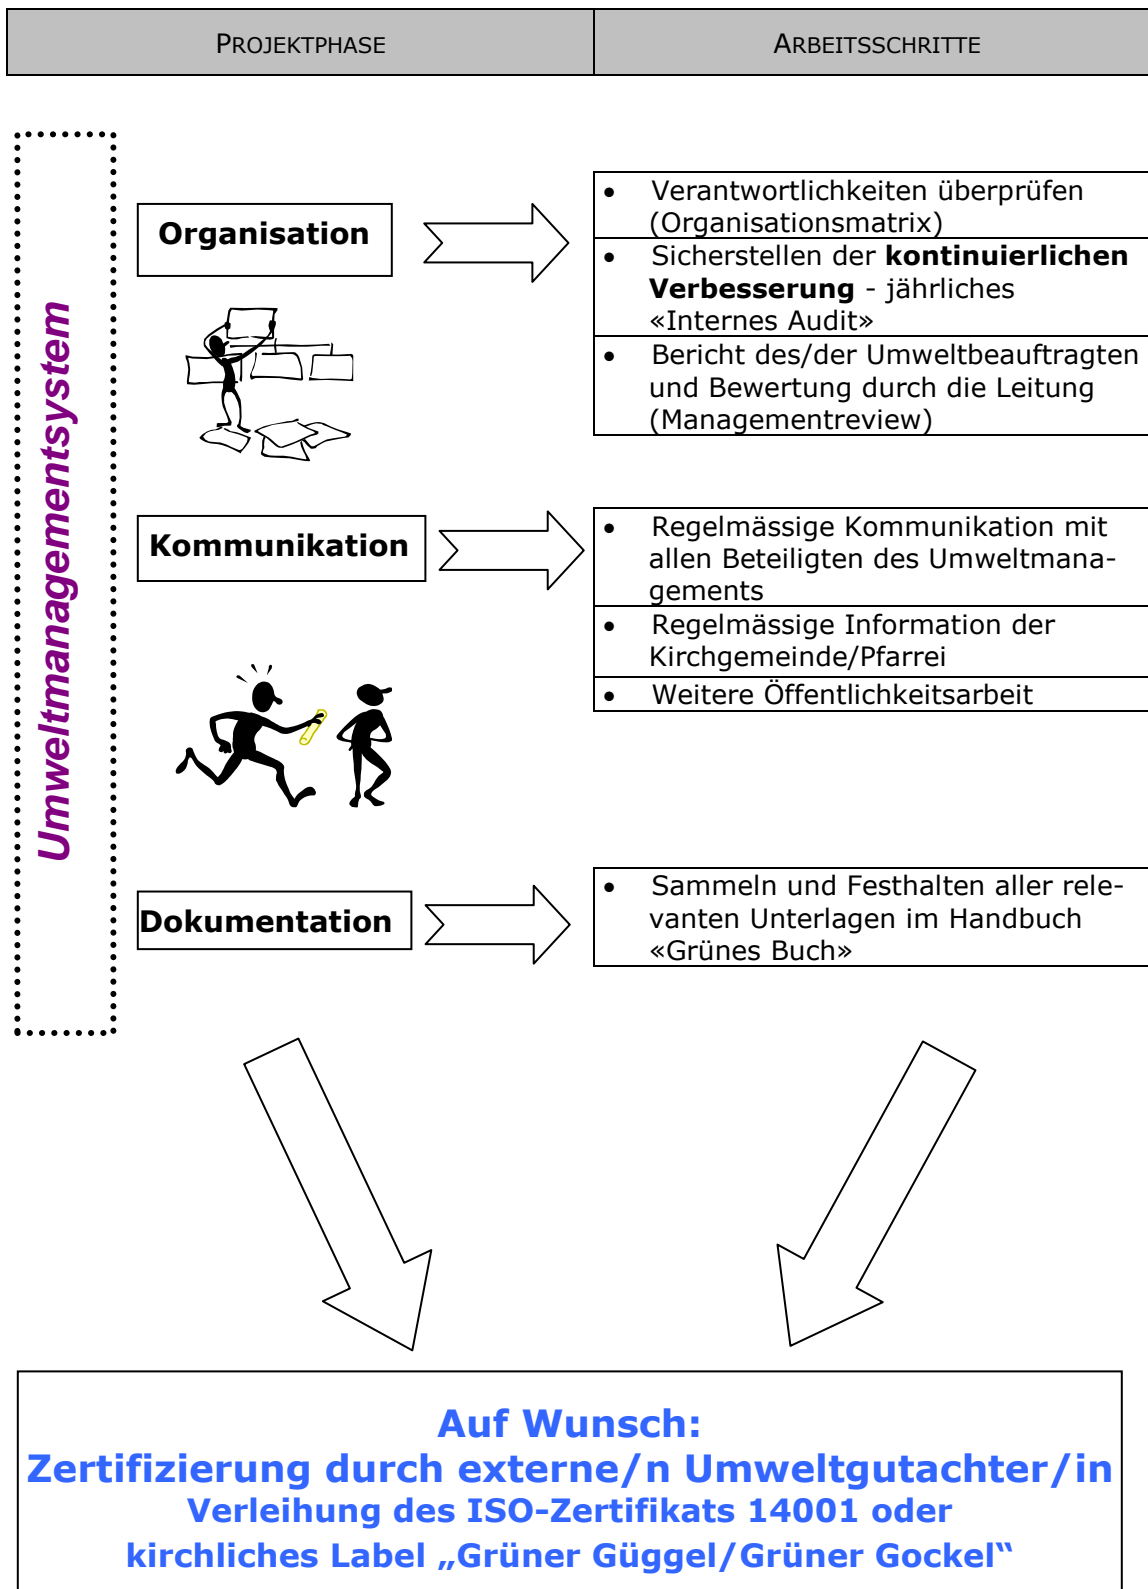 PROJEKTPHASE
ARBEITSSCHRITTE
Umweltmanagementsystem
Organisation
• Verantwortlichkeiten überprüfen
(Organisationsmatrix)
• Sicherstellen der kontinuierlichen
Verbesserung - jährliches
«Internes Audit»
• Bericht des/der Umweltbeauftragten
und Bewertung durch die Leitung
(Managementreview)
Kommunikation
• Regelmässige Kommunikation mit
allen Beteiligten des Umweltmana-
gements
• Regelmässige Information der
Kirchgemeinde/Pfarrei
• Weitere Öffentlichkeitsarbeit
Dokumentation
• Sammeln und Festhalten aller rele-
vanten Unterlagen im Handbuch
«Grünes Buch»
Auf Wunsch:
Zertifizierung durch externe/n Umweltgutachter/in
Verleihung des ISO-Zertifikats 14001 oder
kirchliches Label „Grüner Güggel/Grüner Gockel“